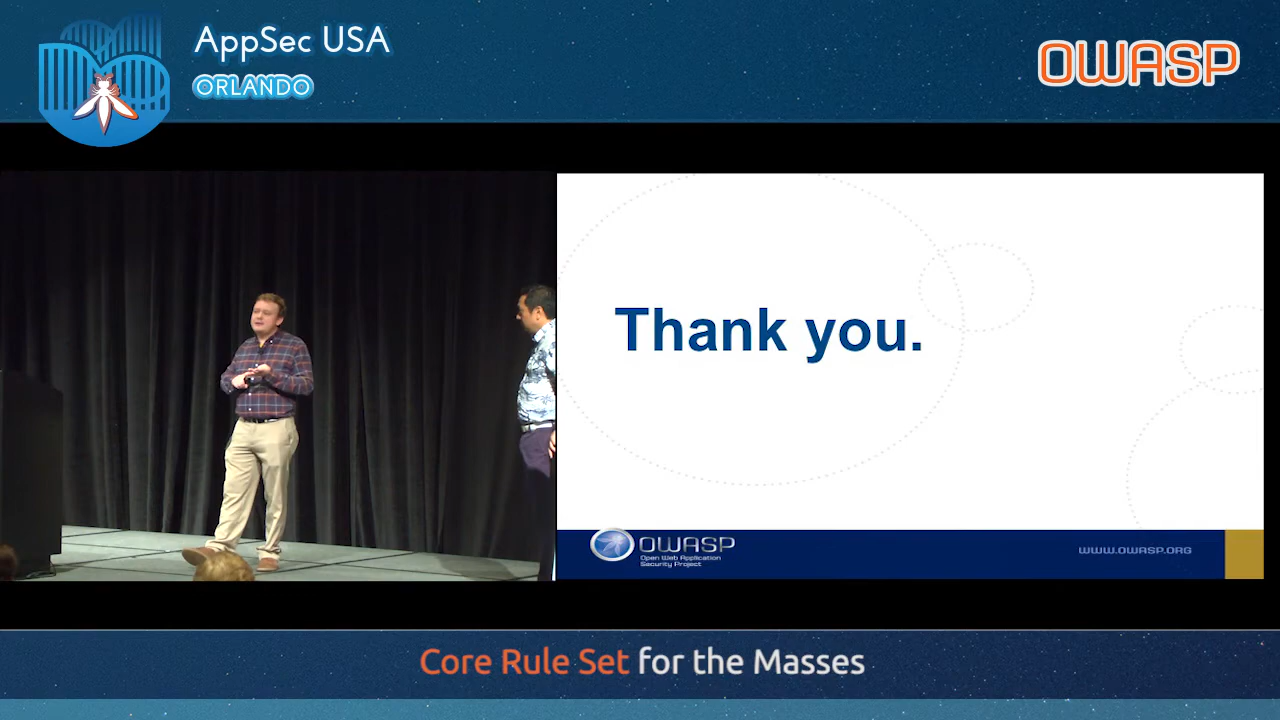 AppSec USA
ORLANDO
OWASP
Thank you.
OWASP
Open Web Application
Security Project
WWW.OWASP.ORG
Core Rule Set for the Masses